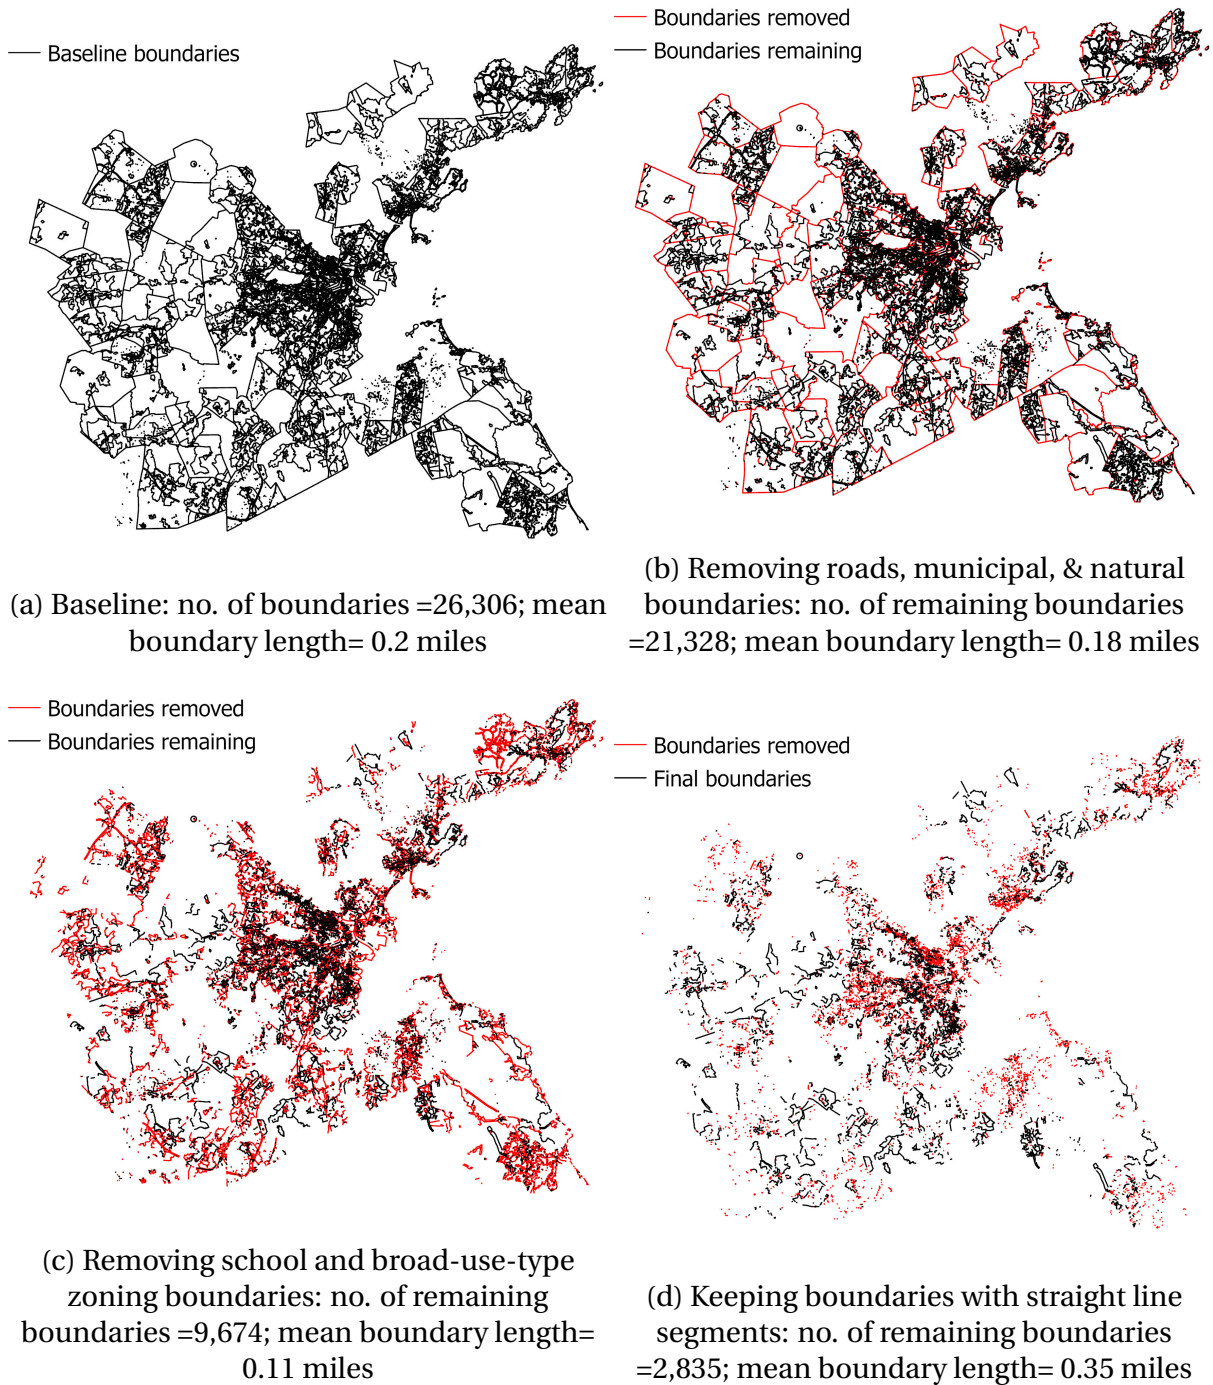 Baseline boundaries
(a) Baseline: no. of boundaries =26,306; mean
boundary length= 0.2 miles
Boundaries removed
Boundaries remaining
(b) Removing roads, municipal, & natural
boundaries: no. of remaining boundaries
=21,328; mean boundary length= 0.18 miles
Boundaries removed
Boundaries remaining
(c) Removing school and broad-use-type
zoning boundaries: no. of remaining
boundaries =9,674; mean boundary length=
0.11 miles
Boundaries removed
Final boundaries
(d) Keeping boundaries with straight line
segments: no. of remaining boundaries
=2,835; mean boundary length= 0.35 miles